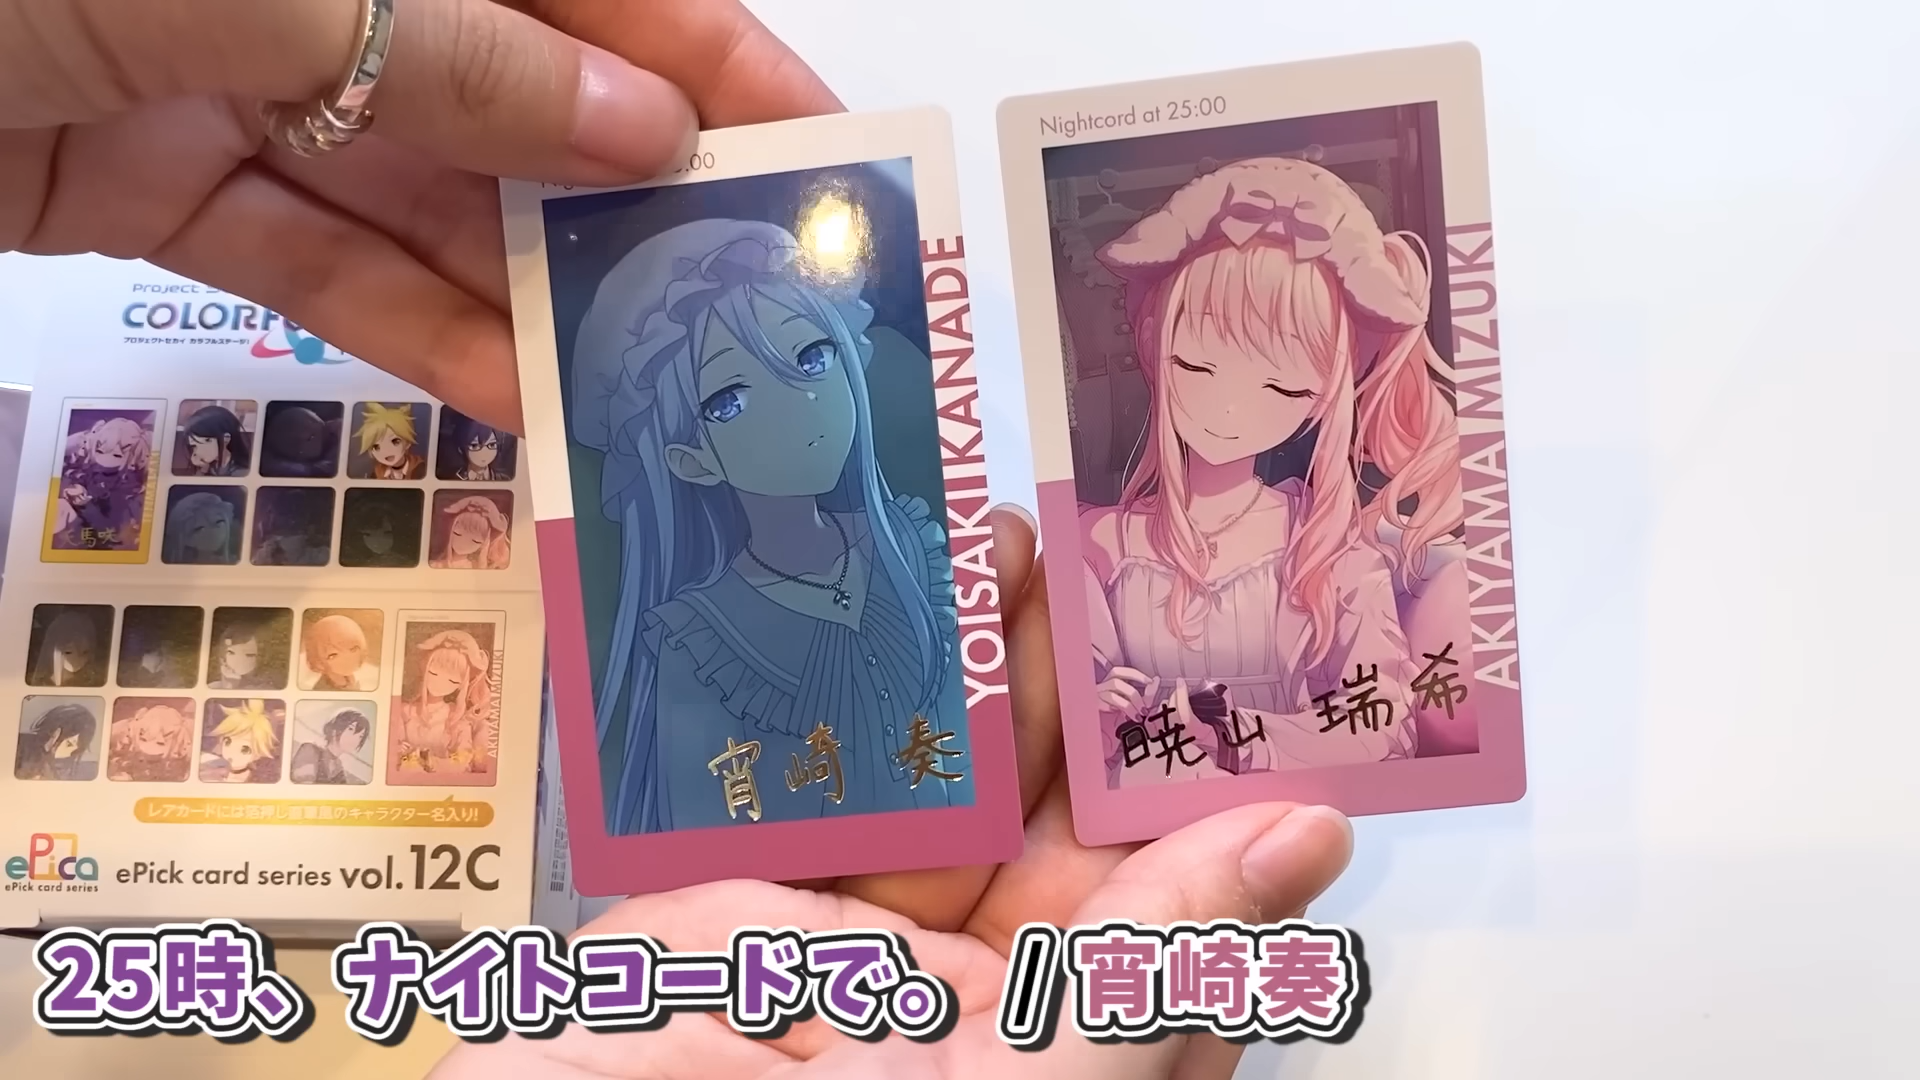 Nightcord at 25:00
AKIYAMA MIZUKI
暁山 瑞希
:00
YOISAKI KANADE
宵崎 奏
Project
COLORFU
プロジェクトセカイ カラフルステージ!
AKIYAMA MIZUKI
レアカードには箔押し直筆風のキャラクター名入り!
ePica
ePick card series
ePick card series vol.12C
25時、ナイトコードで。 / 宵崎奏